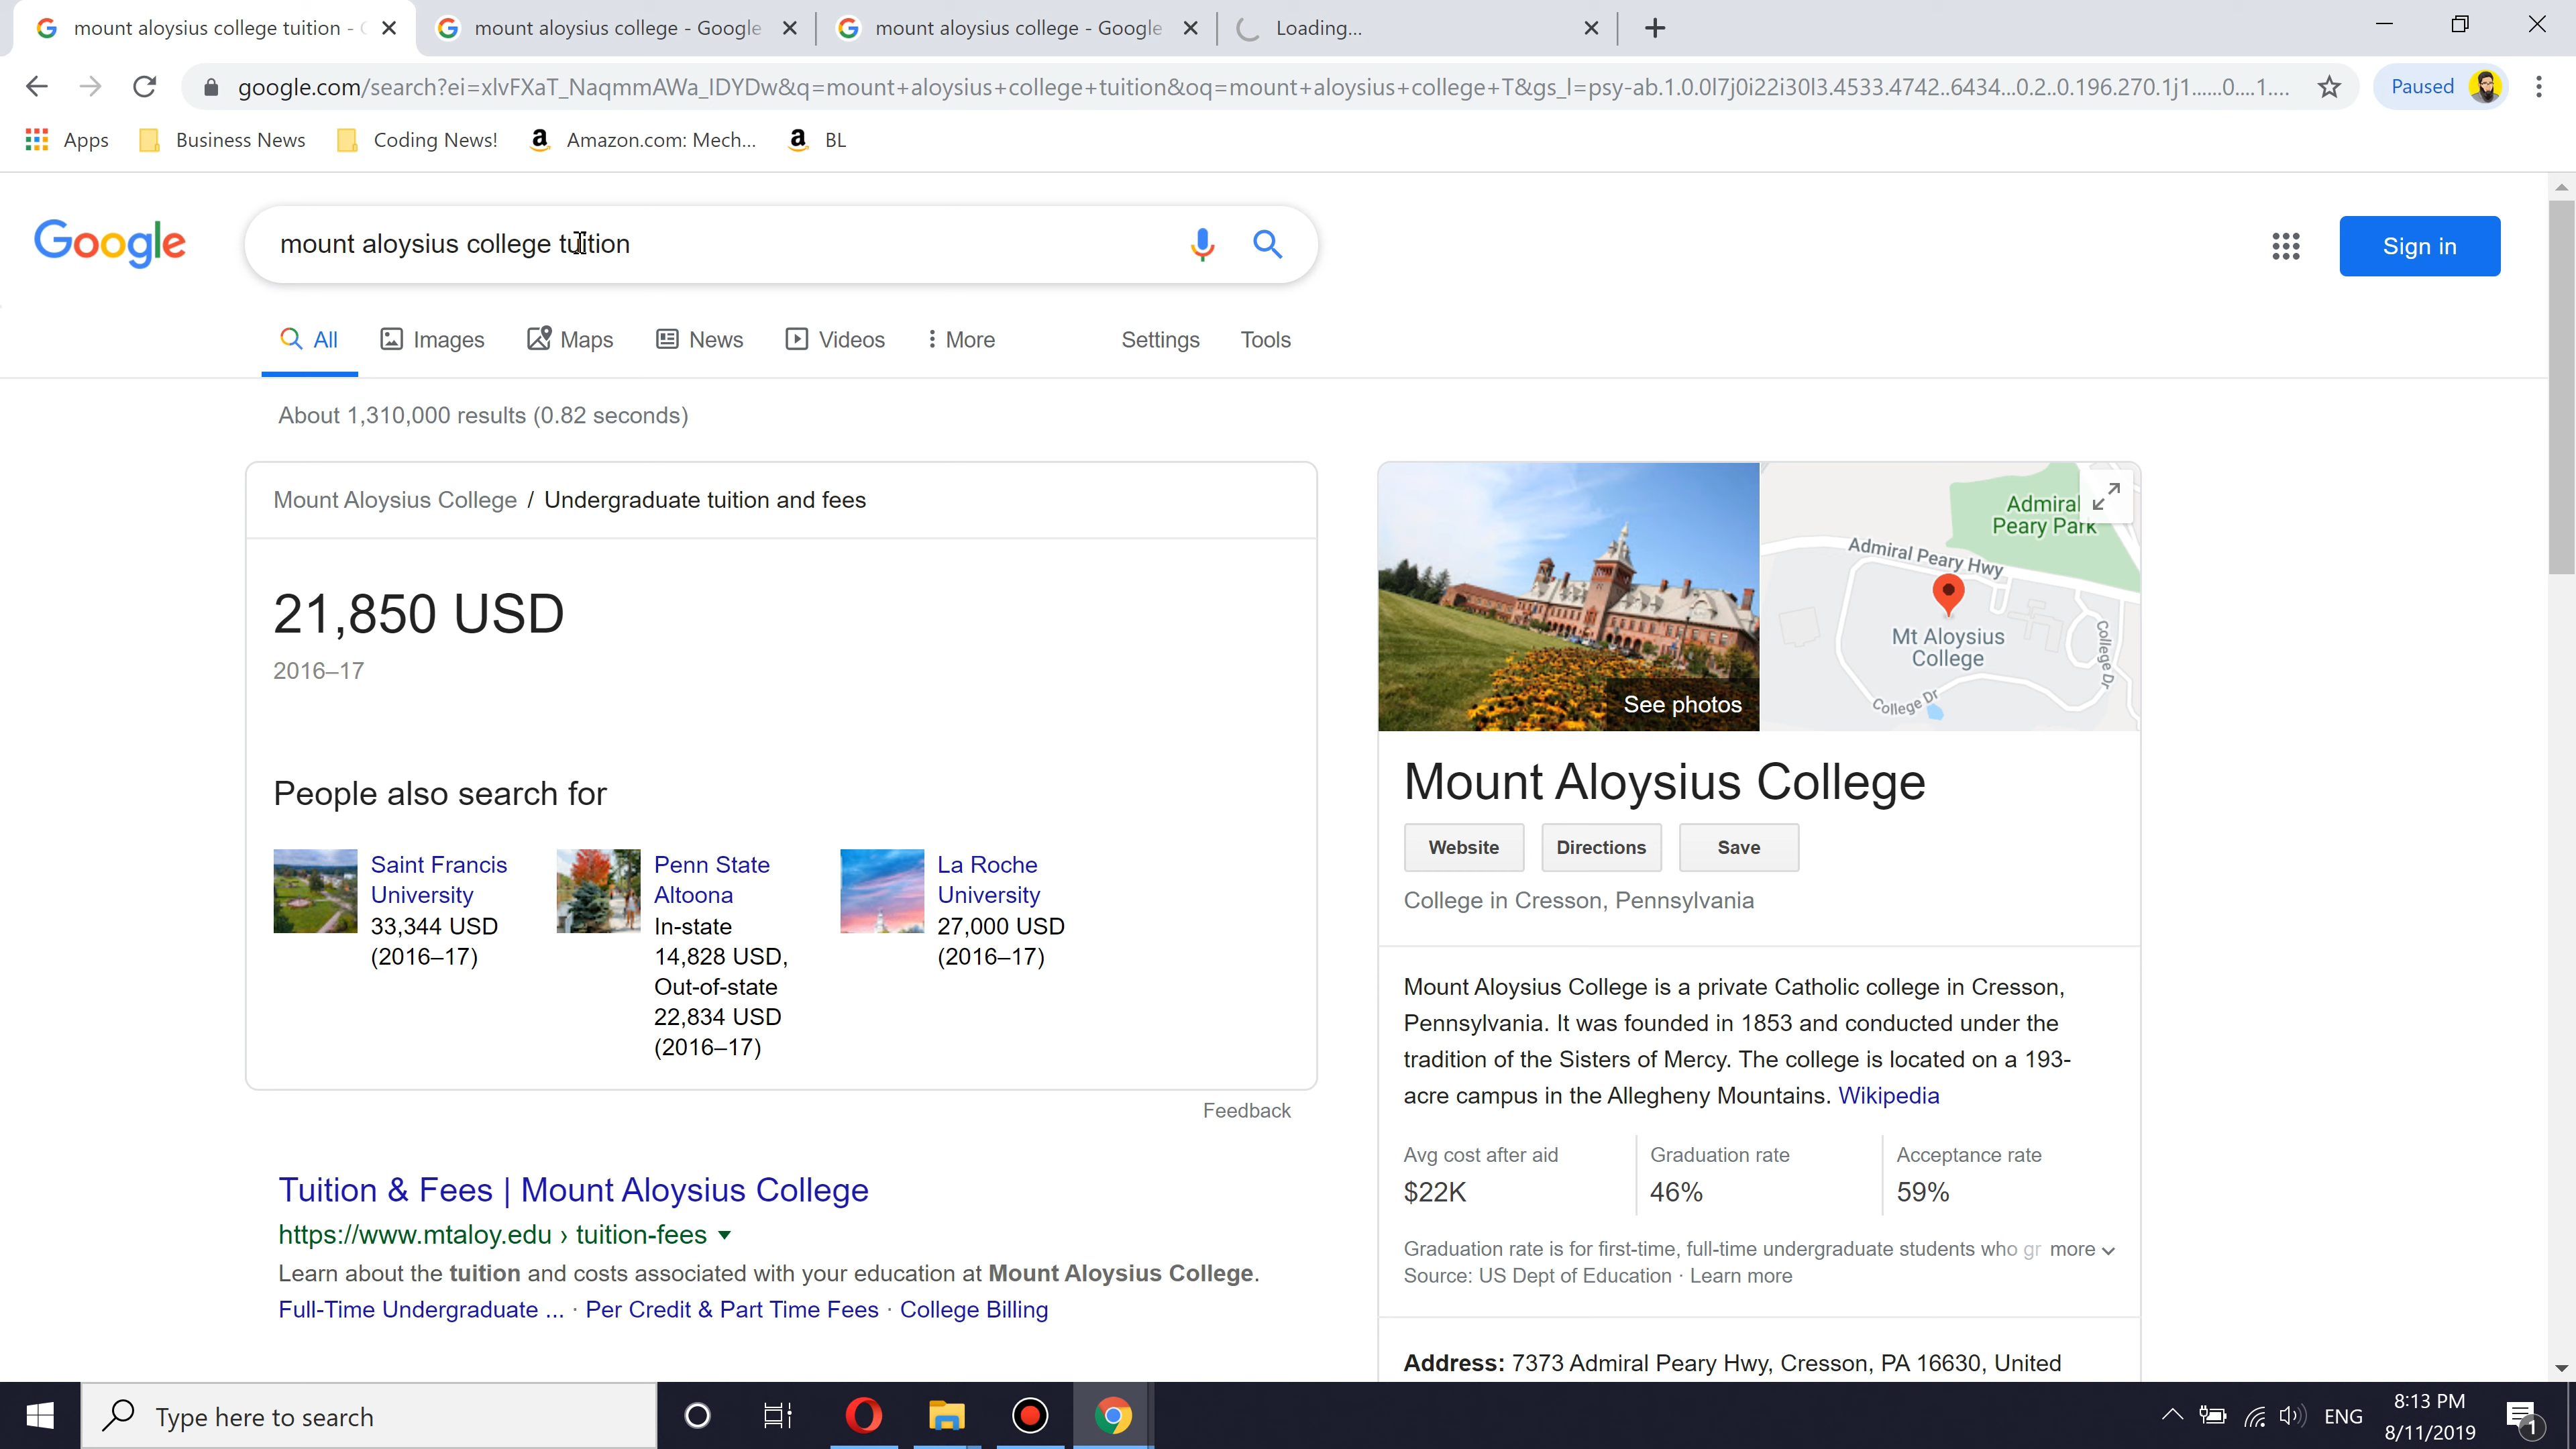 mount aloysius college tuition -
mount aloysius college - Google
mount aloysius college - Google
Loading...
google.com/search?ei=xlvFXaT_NaqmmAWa_IDYDw&q=mount+aloysius+college+tuition&oq=mount+aloysius+college+T&gs_l=psy-ab.1.0.0l7j0i22i30l3.4533.4742..6434...0.2..0.196.270.1j1......0....1....
Paused
Apps
Business News
Coding News!
Amazon.com: Mech...
BL
Google
mount aloysius college tuition
Sign in
All
Images
Maps
News
Videos
More
Settings
Tools
About 1,310,000 results (0.82 seconds)
Mount Aloysius College / Undergraduate tuition and fees
21,850 USD
2016–17
People also search for
Saint Francis
University
33,344 USD
(2016–17)
Penn State
Altoona
In-state
14,828 USD,
Out-of-state
22,834 USD
(2016–17)
La Roche
University
27,000 USD
(2016–17)
Feedback
Tuition & Fees | Mount Aloysius College
https://www.mtaloy.edu › tuition-fees
Learn about the tuition and costs associated with your education at Mount Aloysius College.
Full-Time Undergraduate ... · Per Credit & Part Time Fees · College Billing
See photos
Admiral
Peary Park
Admiral Peary Hwy
Mt Aloysius
College
College Dr
College Dr
Mount Aloysius College
Website
Directions
Save
College in Cresson, Pennsylvania
Mount Aloysius College is a private Catholic college in Cresson,
Pennsylvania. It was founded in 1853 and conducted under the
tradition of the Sisters of Mercy. The college is located on a 193-
acre campus in the Allegheny Mountains. Wikipedia
Avg cost after aid
$22K
Graduation rate
46%
Acceptance rate
59%
Graduation rate is for first-time, full-time undergraduate students who gr more
Source: US Dept of Education · Learn more
Address: 7373 Admiral Peary Hwy, Cresson, PA 16630, United
Type here to search
ENG
8:13 PM
8/11/2019
1